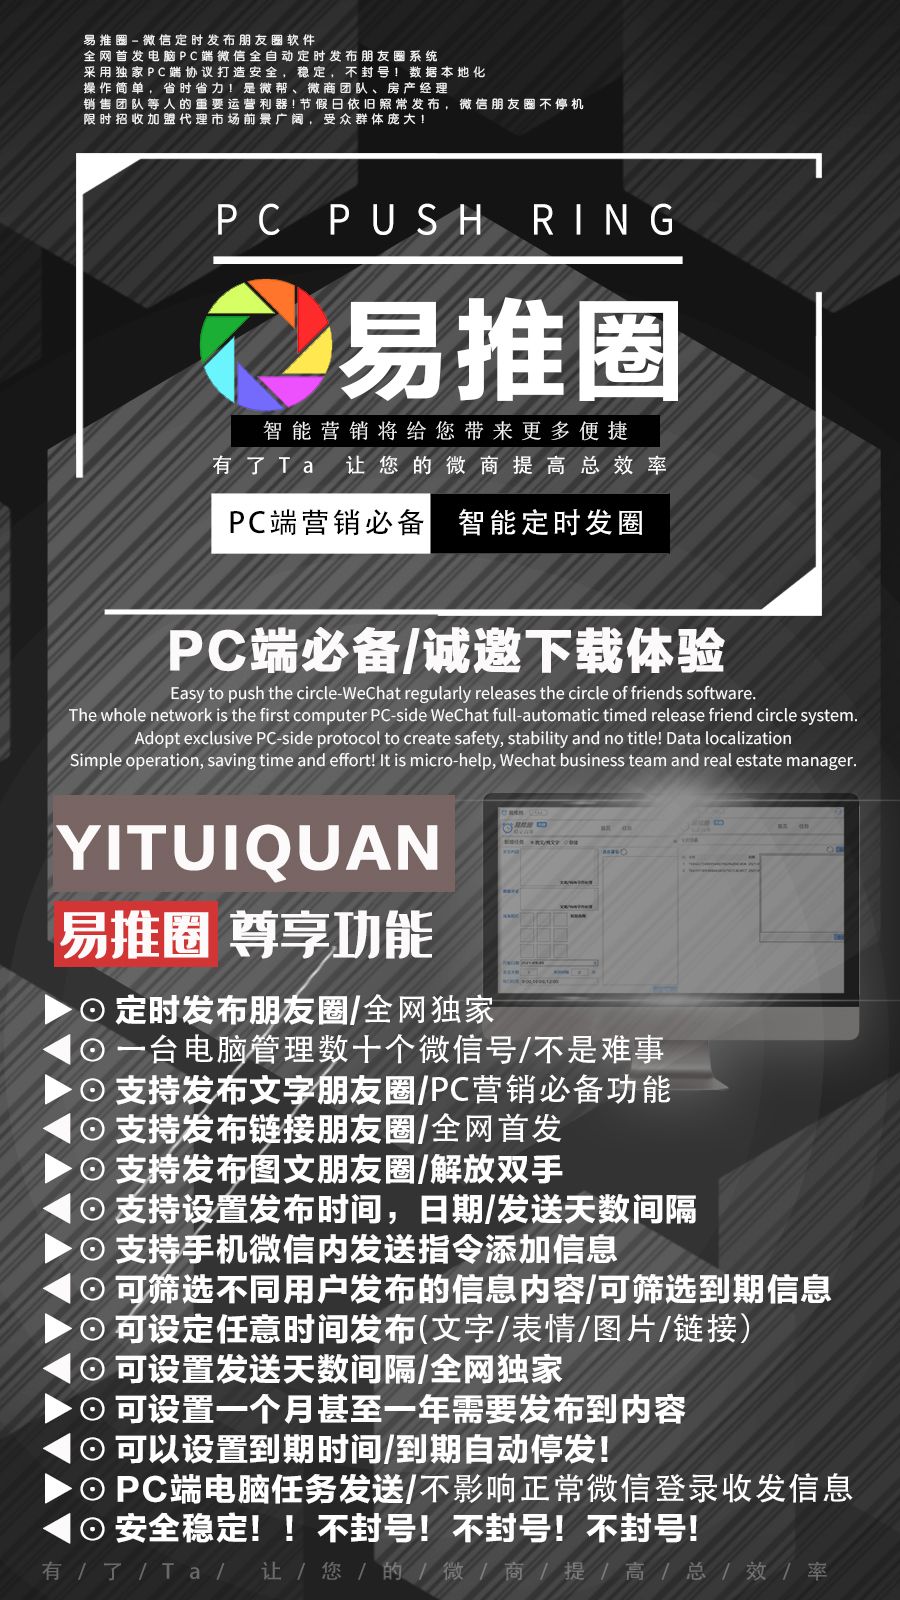 易推圈–微信定时发布朋友圈软件
全网首发电脑PC端微信全自动定时发布朋友圈系统
采用独家PC端协议打造安全，稳定，不封号！数据本地化
操作简单，省时省力！是微帮、微商团队、房产经理
销售团队等人的重要运营利器!节假日依旧照常发布，微信朋友圈不停机
限时招收加盟代理市场前景广阔，受众群体庞大！
PC PUSH RING
易推圈
智能营销将给您带来更多便捷
有了Ta 让您的微商提高总效率
PC端营销必备 智能定时发圈
PC端必备/诚邀下载体验
Easy to push the circle-WeChat regularly releases the circle of friends software.
The whole network is the first computer PC-side WeChat full-automatic timed release friend circle system.
Adopt exclusive PC-side protocol to create safety, stability and no title! Data localization
Simple operation, saving time and effort! It is micro-help, Wechat business team and real estate manager.
YITUIQUAN
易推圈 尊享功能
▶⊙ 定时发布朋友圈/全网独家
◀⊙ 一台电脑管理数十个微信号/不是难事
▶⊙ 支持发布文字朋友圈/PC营销必备功能
◀⊙ 支持发布链接朋友圈/全网首发
▶⊙ 支持发布图文朋友圈/解放双手
◀⊙ 支持设置发布时间，日期/发送天数间隔
▶⊙ 支持手机微信内发送指令添加信息
◀⊙ 可筛选不同用户发布的信息内容/可筛选到期信息
▶⊙ 可设定任意时间发布(文字/表情/图片/链接）
◀⊙ 可设置发送天数间隔/全网独家
▶⊙ 可设置一个月甚至一年需要发布到内容
◀⊙ 可以设置到期时间/到期自动停发！
▶⊙ PC端电脑任务发送/不影响正常微信登录收发信息
◀⊙ 安全稳定！！不封号！不封号！不封号！
有/了/Ta/ 让/您/的/微/商/提/高/总/效/率